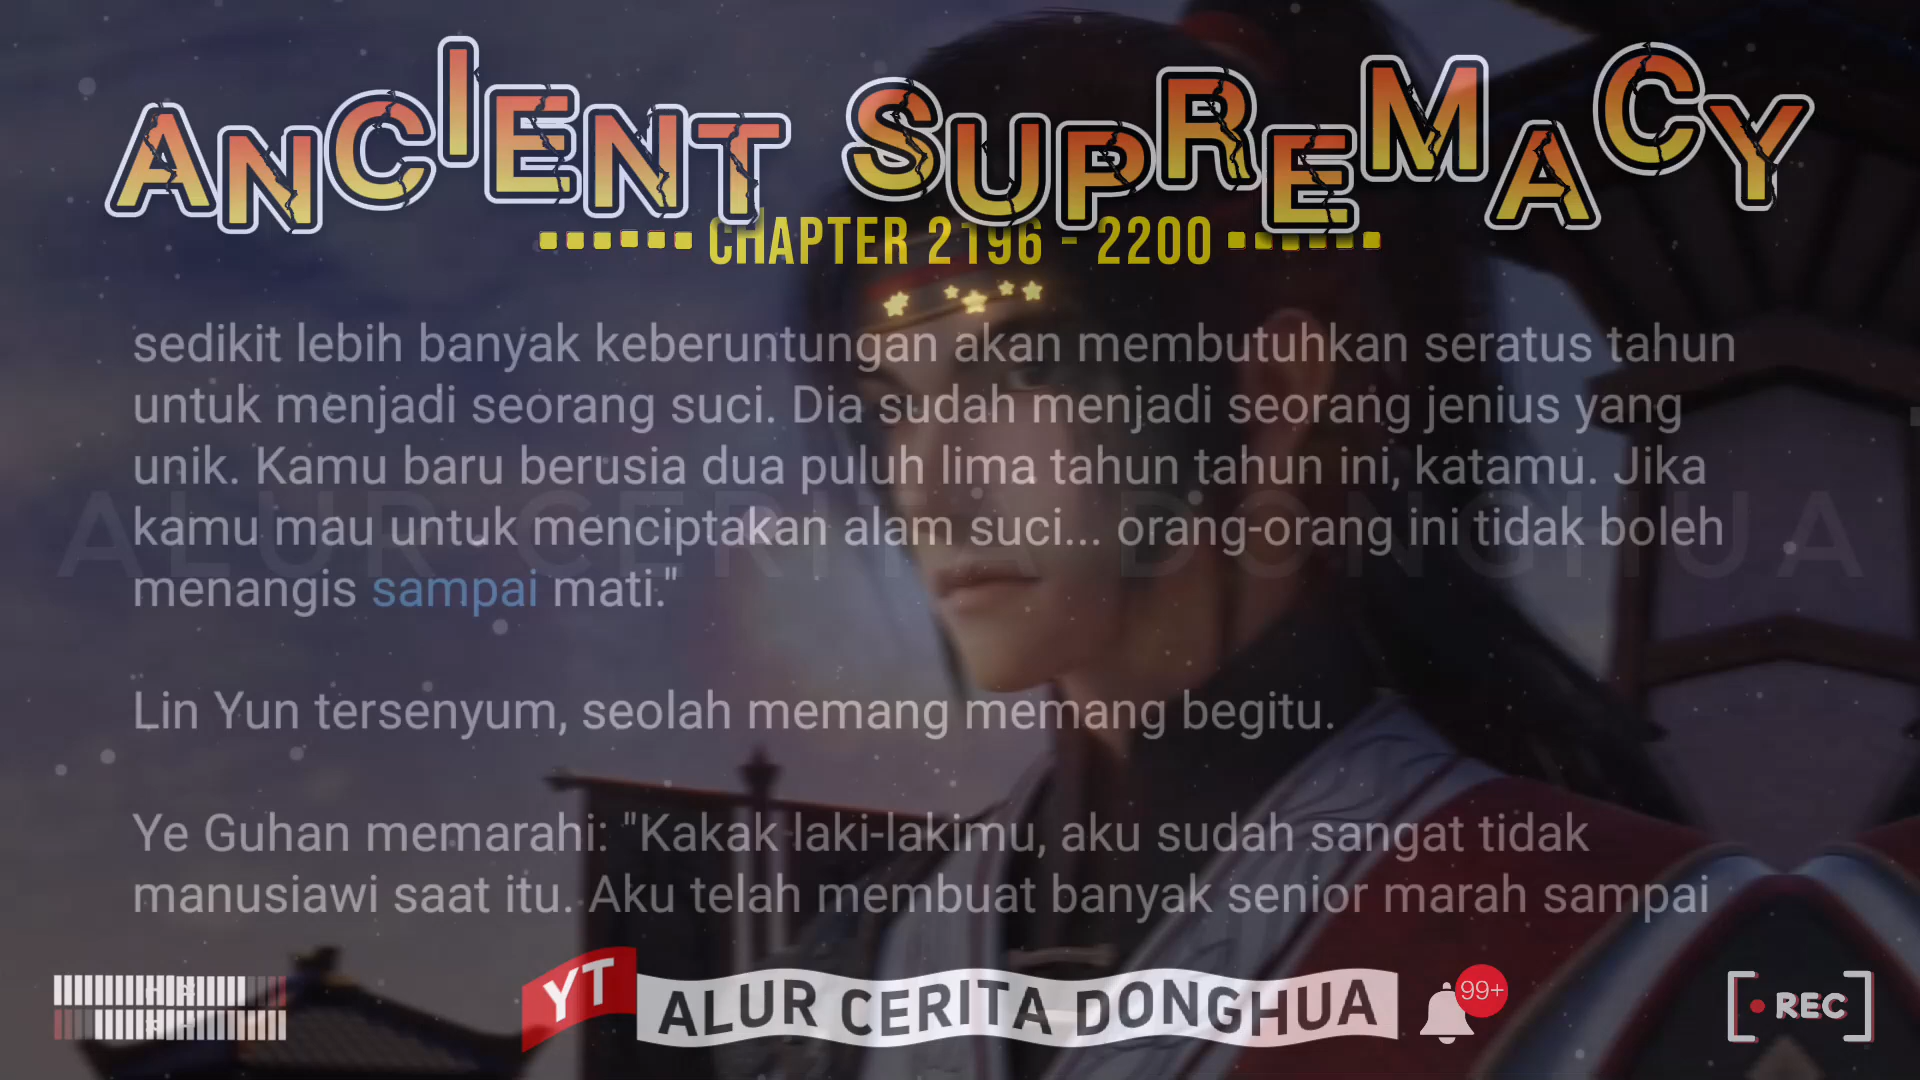 ANCIENT SUPREMACY
CHAPTER 2196 - 2200
sedikit lebih banyak keberuntungan akan membutuhkan seratus tahun
untuk menjadi seorang suci. Dia sudah menjadi seorang jenius yang
unik. Kamu baru berusia dua puluh lima tahun tahun ini, katamu. Jika
kamu mau untuk menciptakan alam suci... orang-orang ini tidak boleh
ALUR CERITA DONGHUA
menangis sampai mati."
Lin Yun tersenyum, seolah memang memang begitu.
Ye Guhan memarahi: "Kakak laki-lakimu, aku sudah sangat tidak
manusiawi saat itu. Aku telah membuat banyak senior marah sampai
YT ALUR CERITA DONGHUA 99+
[• REC]